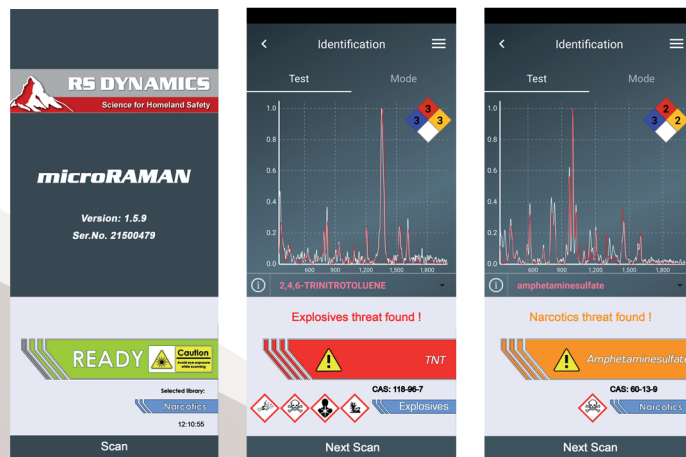 RS DYNAMICS
Science for Homeland Safety
microRAMAN
Version: 1.5.9
Ser.No. 21500479
READY
Caution
Avoid eye exposure
while scanning
Selected library:
Narcotics
12:10:55
Scan
Identification
Test Mode
3
3 3
1.0
0.8
0.6
0.4
0.2
0.0
600 900 1,200 1,500 1,800
2,4,6-TRINITROTOLUENE
Explosives threat found !
TNT
CAS: 118-96-7
Explosives
Next Scan
Identification
Test Mode
2
3 2
1.0
0.8
0.6
0.4
0.2
0.0
600 900 1,200 1,500 1,800
amphetaminesulfate
Narcotics threat found !
Amphetaminesulfate
CAS: 60-13-9
Narcotics
Next Scan